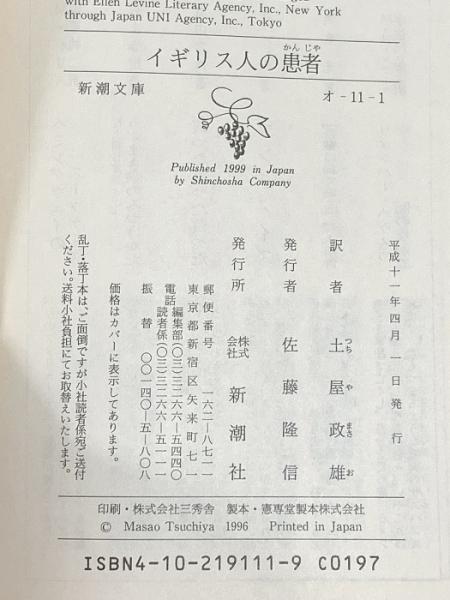 with Ellen Levine Literary Agency, Inc., New York
through Japan UNI Agency, Inc., Tokyo
イギリス人の患者
かんじゃ
新潮文庫
オ-11-1
Published 1999 in Japan
by Shinchosha Company
平成十一年四月一日発行
訳者 土屋政雄
つちやまさお
発行者 佐藤隆信
発行所 株式会社 新潮社
郵便番号 一六二―八七一一
東京都新宿区矢来町七一
電話 編集部(〇三)三二六六―五四四〇
読者係(〇三)三二六六―五一一一
振替 〇〇一四〇―五―八〇八
価格はカバーに表示してあります。
乱丁・落丁本は、ご面倒ですが小社読者係宛ご送付
ください。送料小社負担にてお取替えいたします。
印刷・株式会社三秀舎 製本・憲専堂製本株式会社
© Masao Tsuchiya 1996 Printed in Japan
ISBN4-10-219111-9 C0197